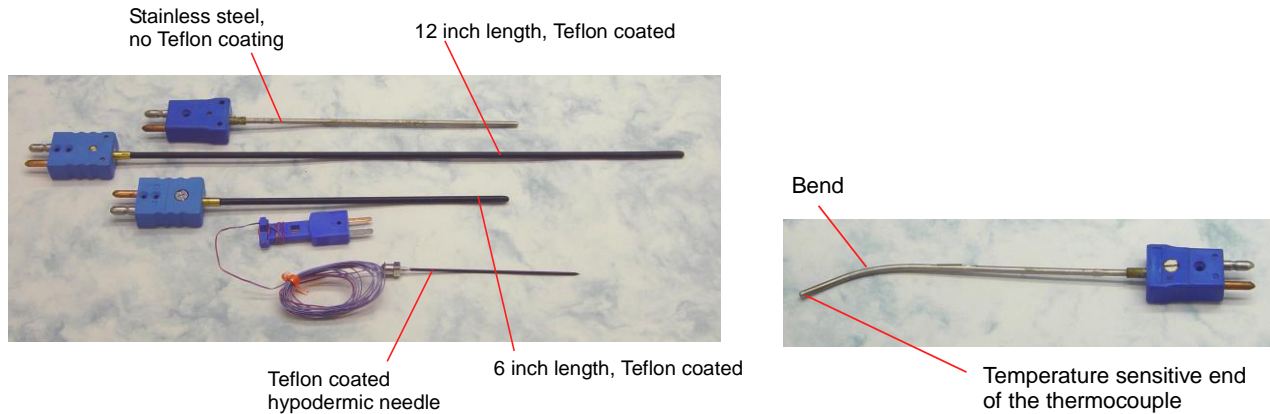 Stainless steel,
no Teflon coating
12 inch length, Teflon coated
Teflon coated
hypodermic needle
6 inch length, Teflon coated
Bend
Temperature sensitive end
of the thermocouple